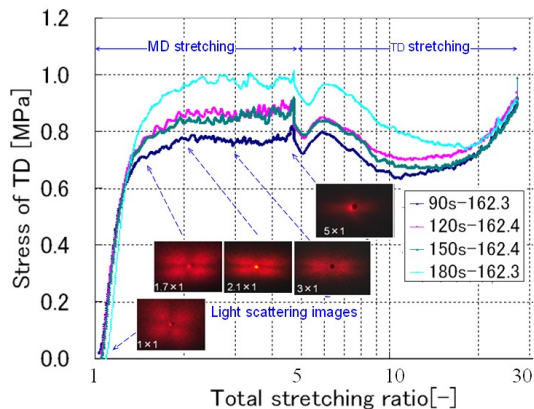 1.2
1.0
0.8
0.6
0.4
0.2
0.0
Stress of TD [MPa]
MD stretching
TD stretching
5×1
1.7×1
2.1×1
3×1
1×1
Light scattering images
90s-162.3
120s-162.4
150s-162.4
180s-162.3
1
5
10
30
Total stretching ratio[-]